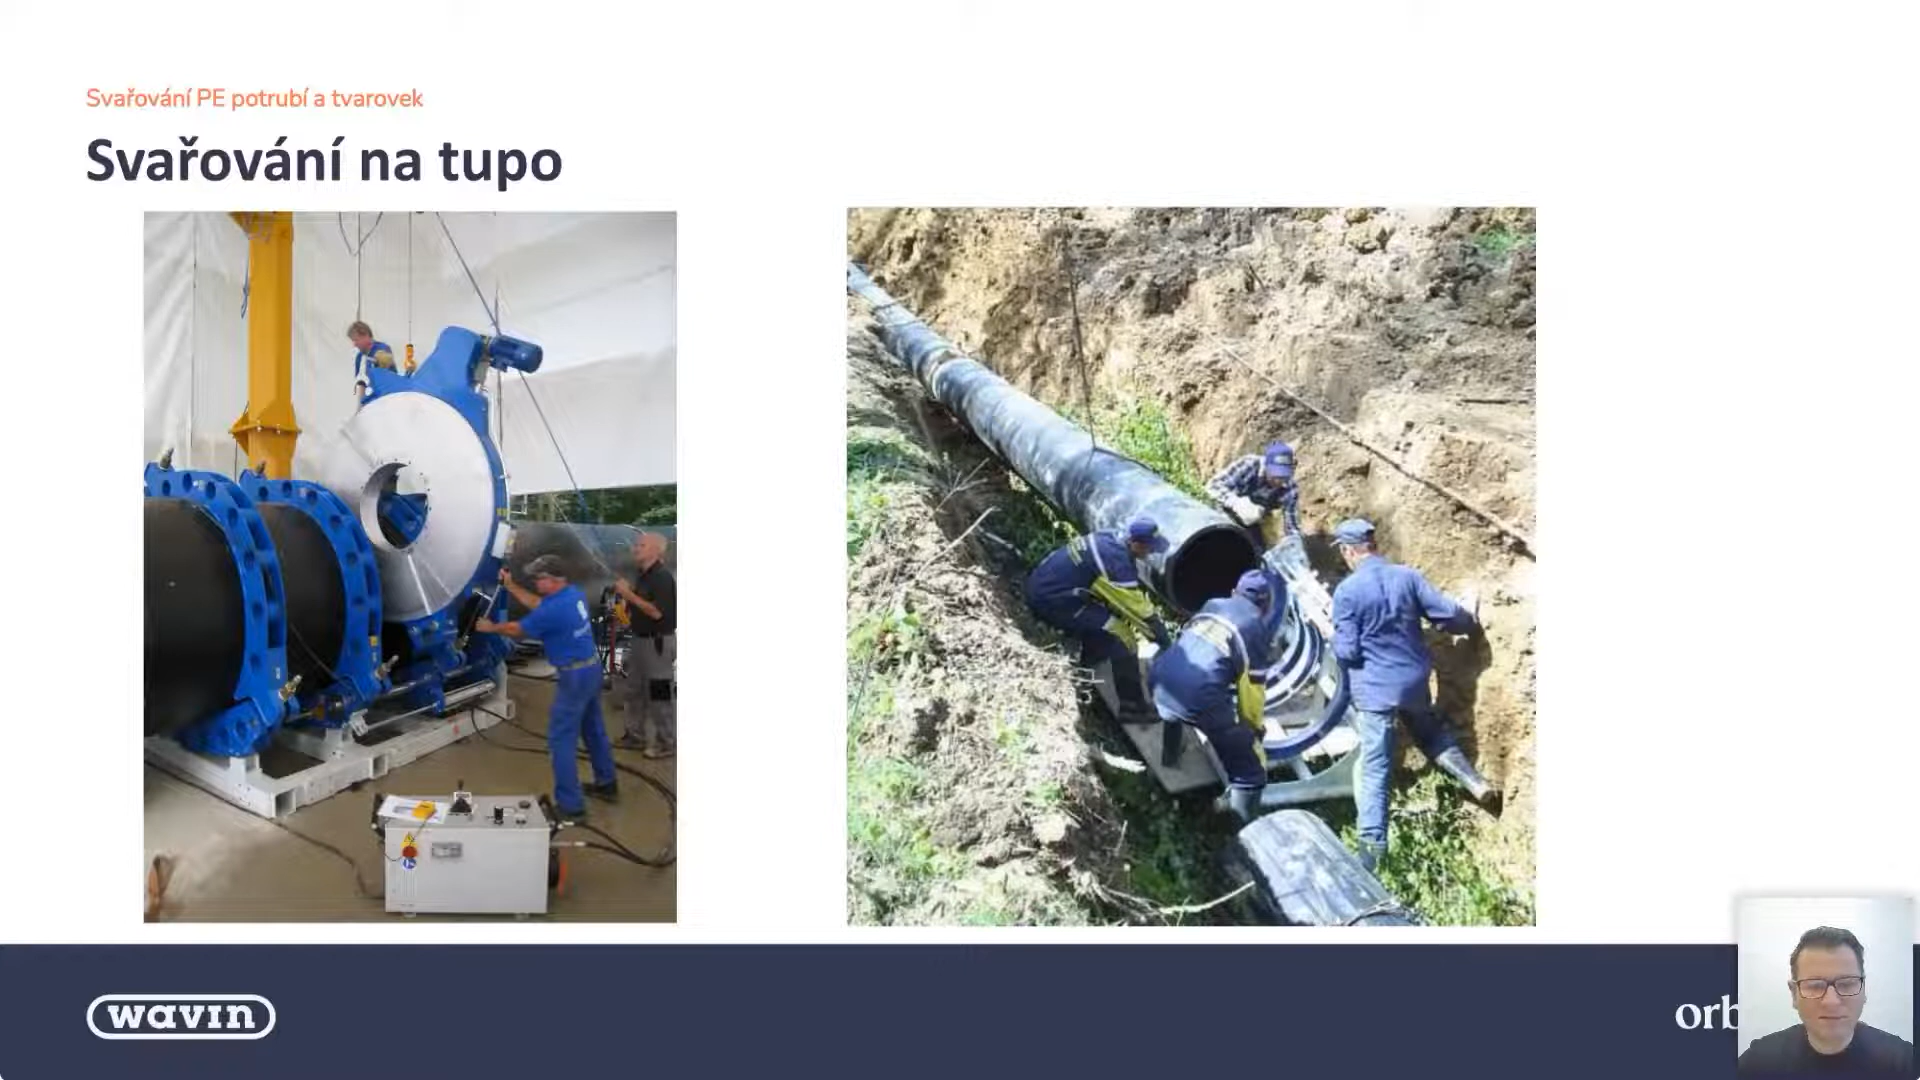 Svařování PE potrubí a tvarovek
Svařování na tupo
wavin
orb